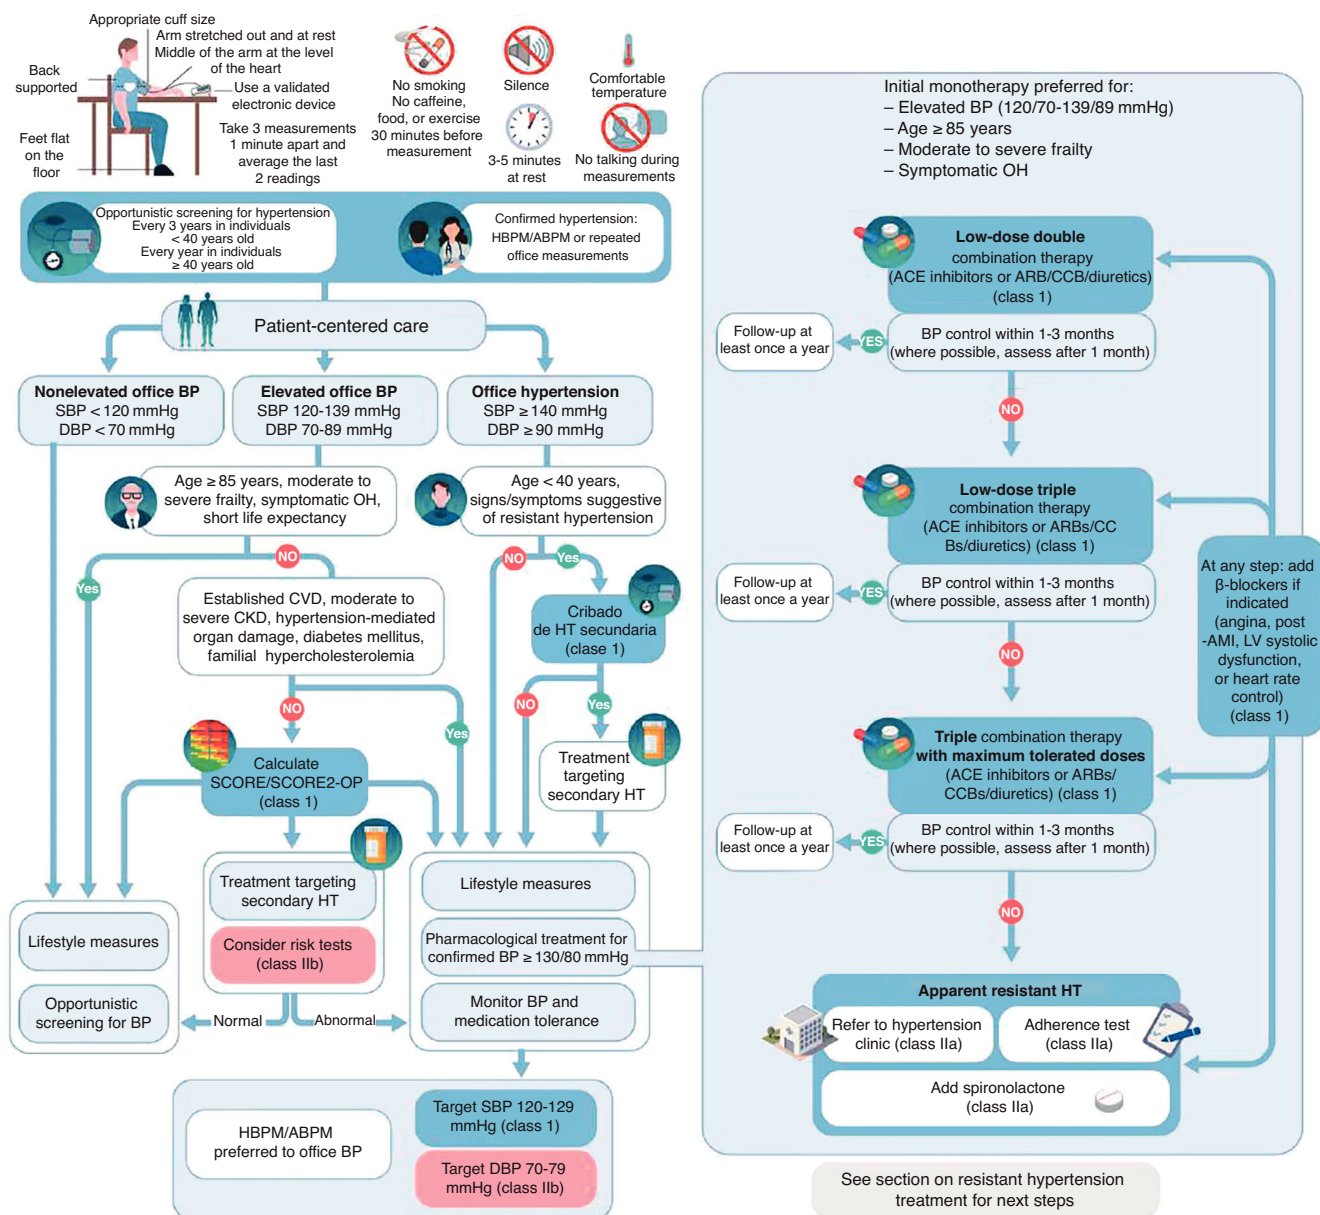 Appropriate cuff size
Arm stretched out and at rest
Middle of the arm at the level
of the heart
Back
supported
Use a validated
electronic device
Take 3 measurements
1 minute apart and
average the last
2 readings
Feet flat
on the
floor
No smoking
No caffeine,
food, or exercise
30 minutes before
measurement
Silence
3-5 minutes
at rest
Comfortable
temperature
No talking during
measurements
Opportunistic screening for hypertension
Every 3 years in individuals
< 40 years old
Every year in individuals
≥ 40 years old
Confirmed hypertension:
HBPM/ABPM or repeated
office measurements
Patient-centered care
Nonelevated office BP
SBP < 120 mmHg
DBP < 70 mmHg
Elevated office BP
SBP 120-139 mmHg
DBP 70-89 mmHg
Office hypertension
SBP ≥ 140 mmHg
DBP ≥ 90 mmHg
Age ≥ 85 years, moderate to
severe frailty, symptomatic OH,
short life expectancy
Age < 40 years,
signs/symptoms suggestive
of resistant hypertension
NO
Yes
NO
Yes
Established CVD, moderate to
severe CKD, hypertension-mediated
organ damage, diabetes mellitus,
familial hypercholesterolemia
Cribado
de HT secundaria
(clase 1)
NO
Yes
NO
Yes
Calculate
SCORE/SCORE2-OP
(class 1)
Treatment
targeting
secondary HT
Treatment targeting
secondary HT
Consider risk tests
(class IIb)
Lifestyle measures
Opportunistic
screening for BP
Normal
Abnormal
Lifestyle measures
Pharmacological treatment for
confirmed BP ≥ 130/80 mmHg
Monitor BP and
medication tolerance
HBPM/ABPM
preferred to office BP
Target SBP 120-129
mmHg (class 1)
Target DBP 70-79
mmHg (class IIb)
Initial monotherapy preferred for:
– Elevated BP (120/70-139/89 mmHg)
– Age ≥ 85 years
– Moderate to severe frailty
– Symptomatic OH
Low-dose double
combination therapy
(ACE inhibitors or ARB/CCB/diuretics)
(class 1)
Follow-up at
least once a year
YES
BP control within 1-3 months
(where possible, assess after 1 month)
NO
Low-dose triple
combination therapy
(ACE inhibitors or ARBs/CC
Bs/diuretics) (class 1)
Follow-up at
least once a year
YES
BP control within 1-3 months
(where possible, assess after 1 month)
NO
At any step: add
β-blockers if
indicated
(angina, post
-AMI, LV systolic
dysfunction,
or heart rate
control)
(class 1)
Triple combination therapy
with maximum tolerated doses
(ACE inhibitors or ARBs/
CCBs/diuretics) (class 1)
Follow-up at
least once a year
YES
BP control within 1-3 months
(where possible, assess after 1 month)
NO
Apparent resistant HT
Refer to hypertension
clinic (class IIa)
Adherence test
(class IIa)
Add spironolactone
(class IIa)
See section on resistant hypertension
treatment for next steps